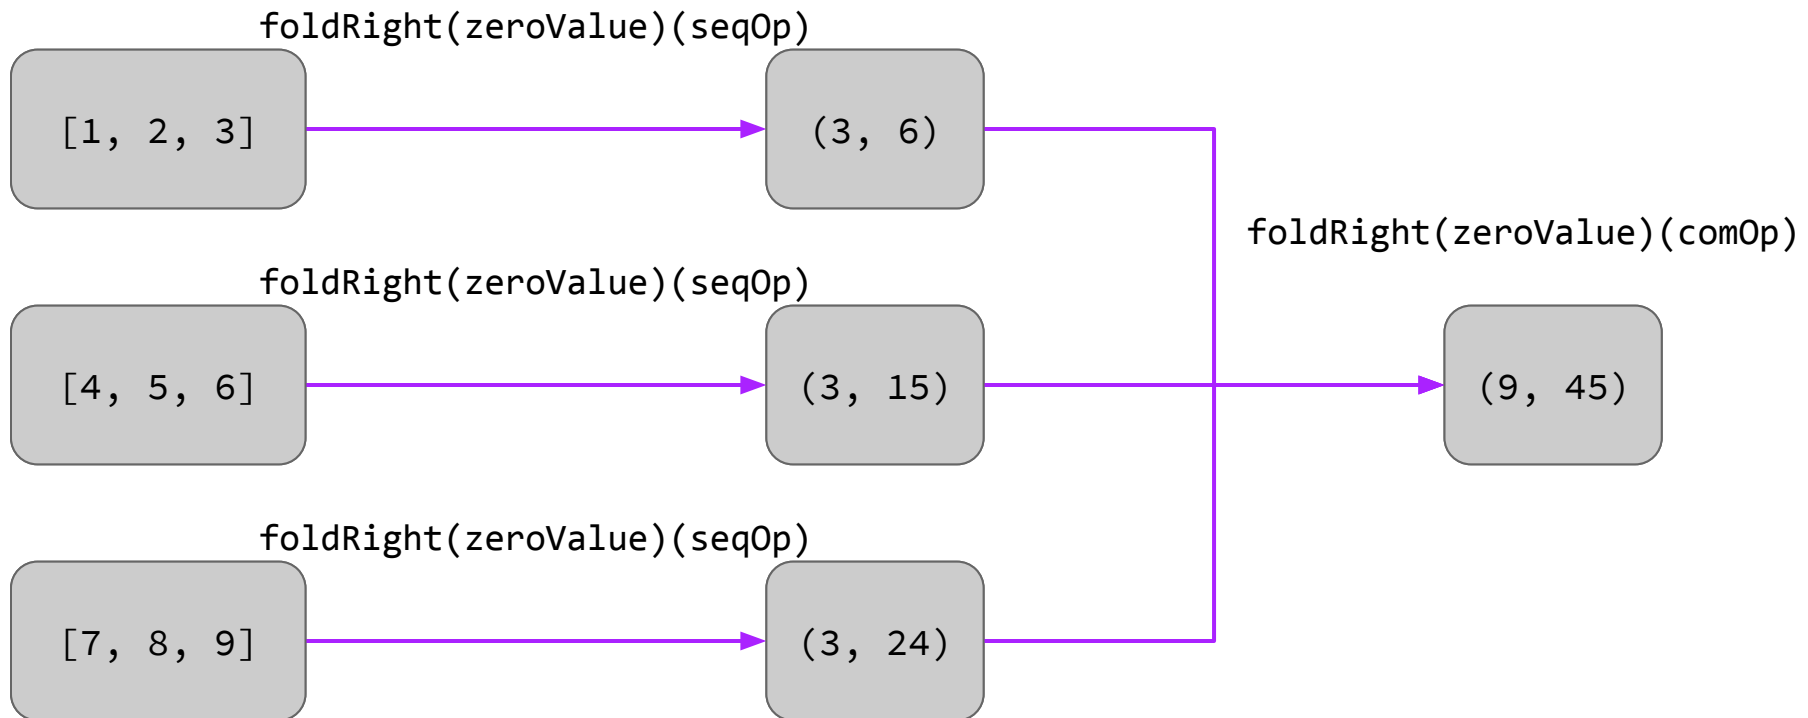 foldRight(zeroValue)(seqOp)
[1, 2, 3]
(3, 6)
foldRight(zeroValue)(comOp)
foldRight(zeroValue)(seqOp)
[4, 5, 6]
(3, 15)
(9, 45)
foldRight(zeroValue)(seqOp)
[7, 8, 9]
(3, 24)